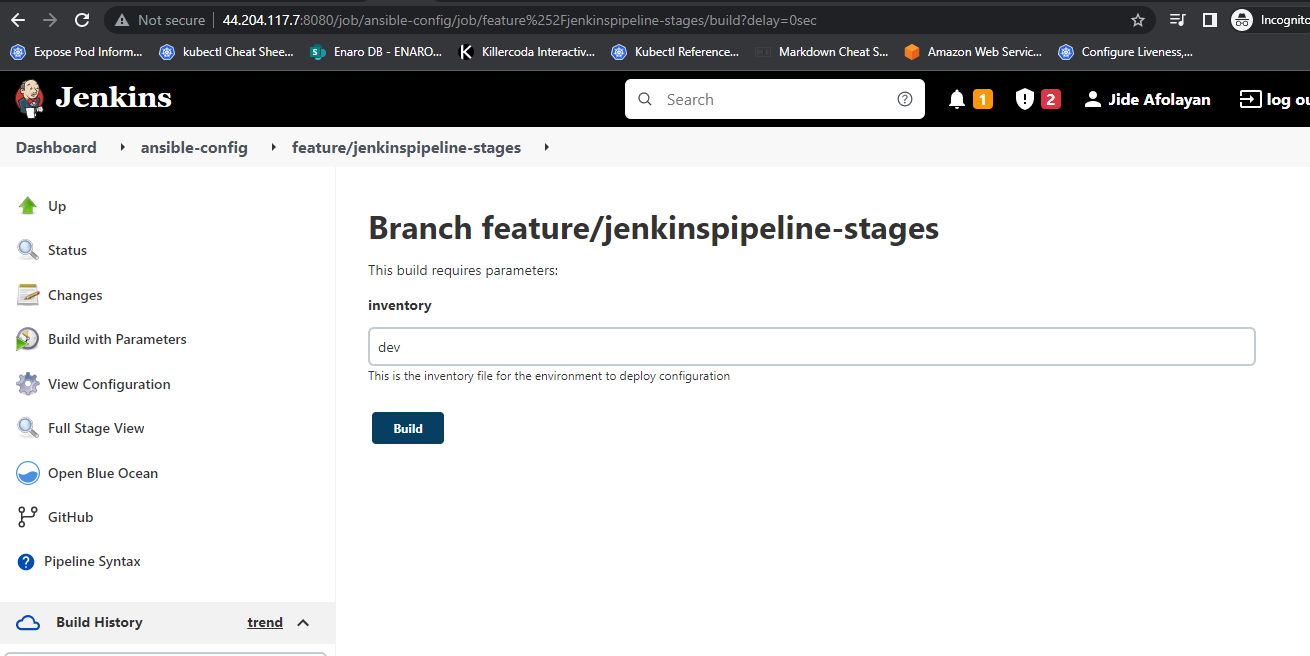 Not secure 44.204.117.7:8080/job/ansible-config/job/feature%252Fjenkinspipeline-stages/build?delay=0sec Incognito
Expose Pod Inform... kubectl Cheat Shee... Enaro DB - ENARO... Killercoda Interactiv... Kubectl Reference... Markdown Cheat S... Amazon Web Servic... Configure Liveness,...
Jenkins Search 1 2 Jide Afolayan log ou
Dashboard ansible-config feature/jenkinspipeline-stages
Up
Status
Changes
Build with Parameters
View Configuration
Full Stage View
Open Blue Ocean
GitHub
Pipeline Syntax
Build History trend
Branch feature/jenkinspipeline-stages
This build requires parameters:
inventory
dev
This is the inventory file for the environment to deploy configuration
Build